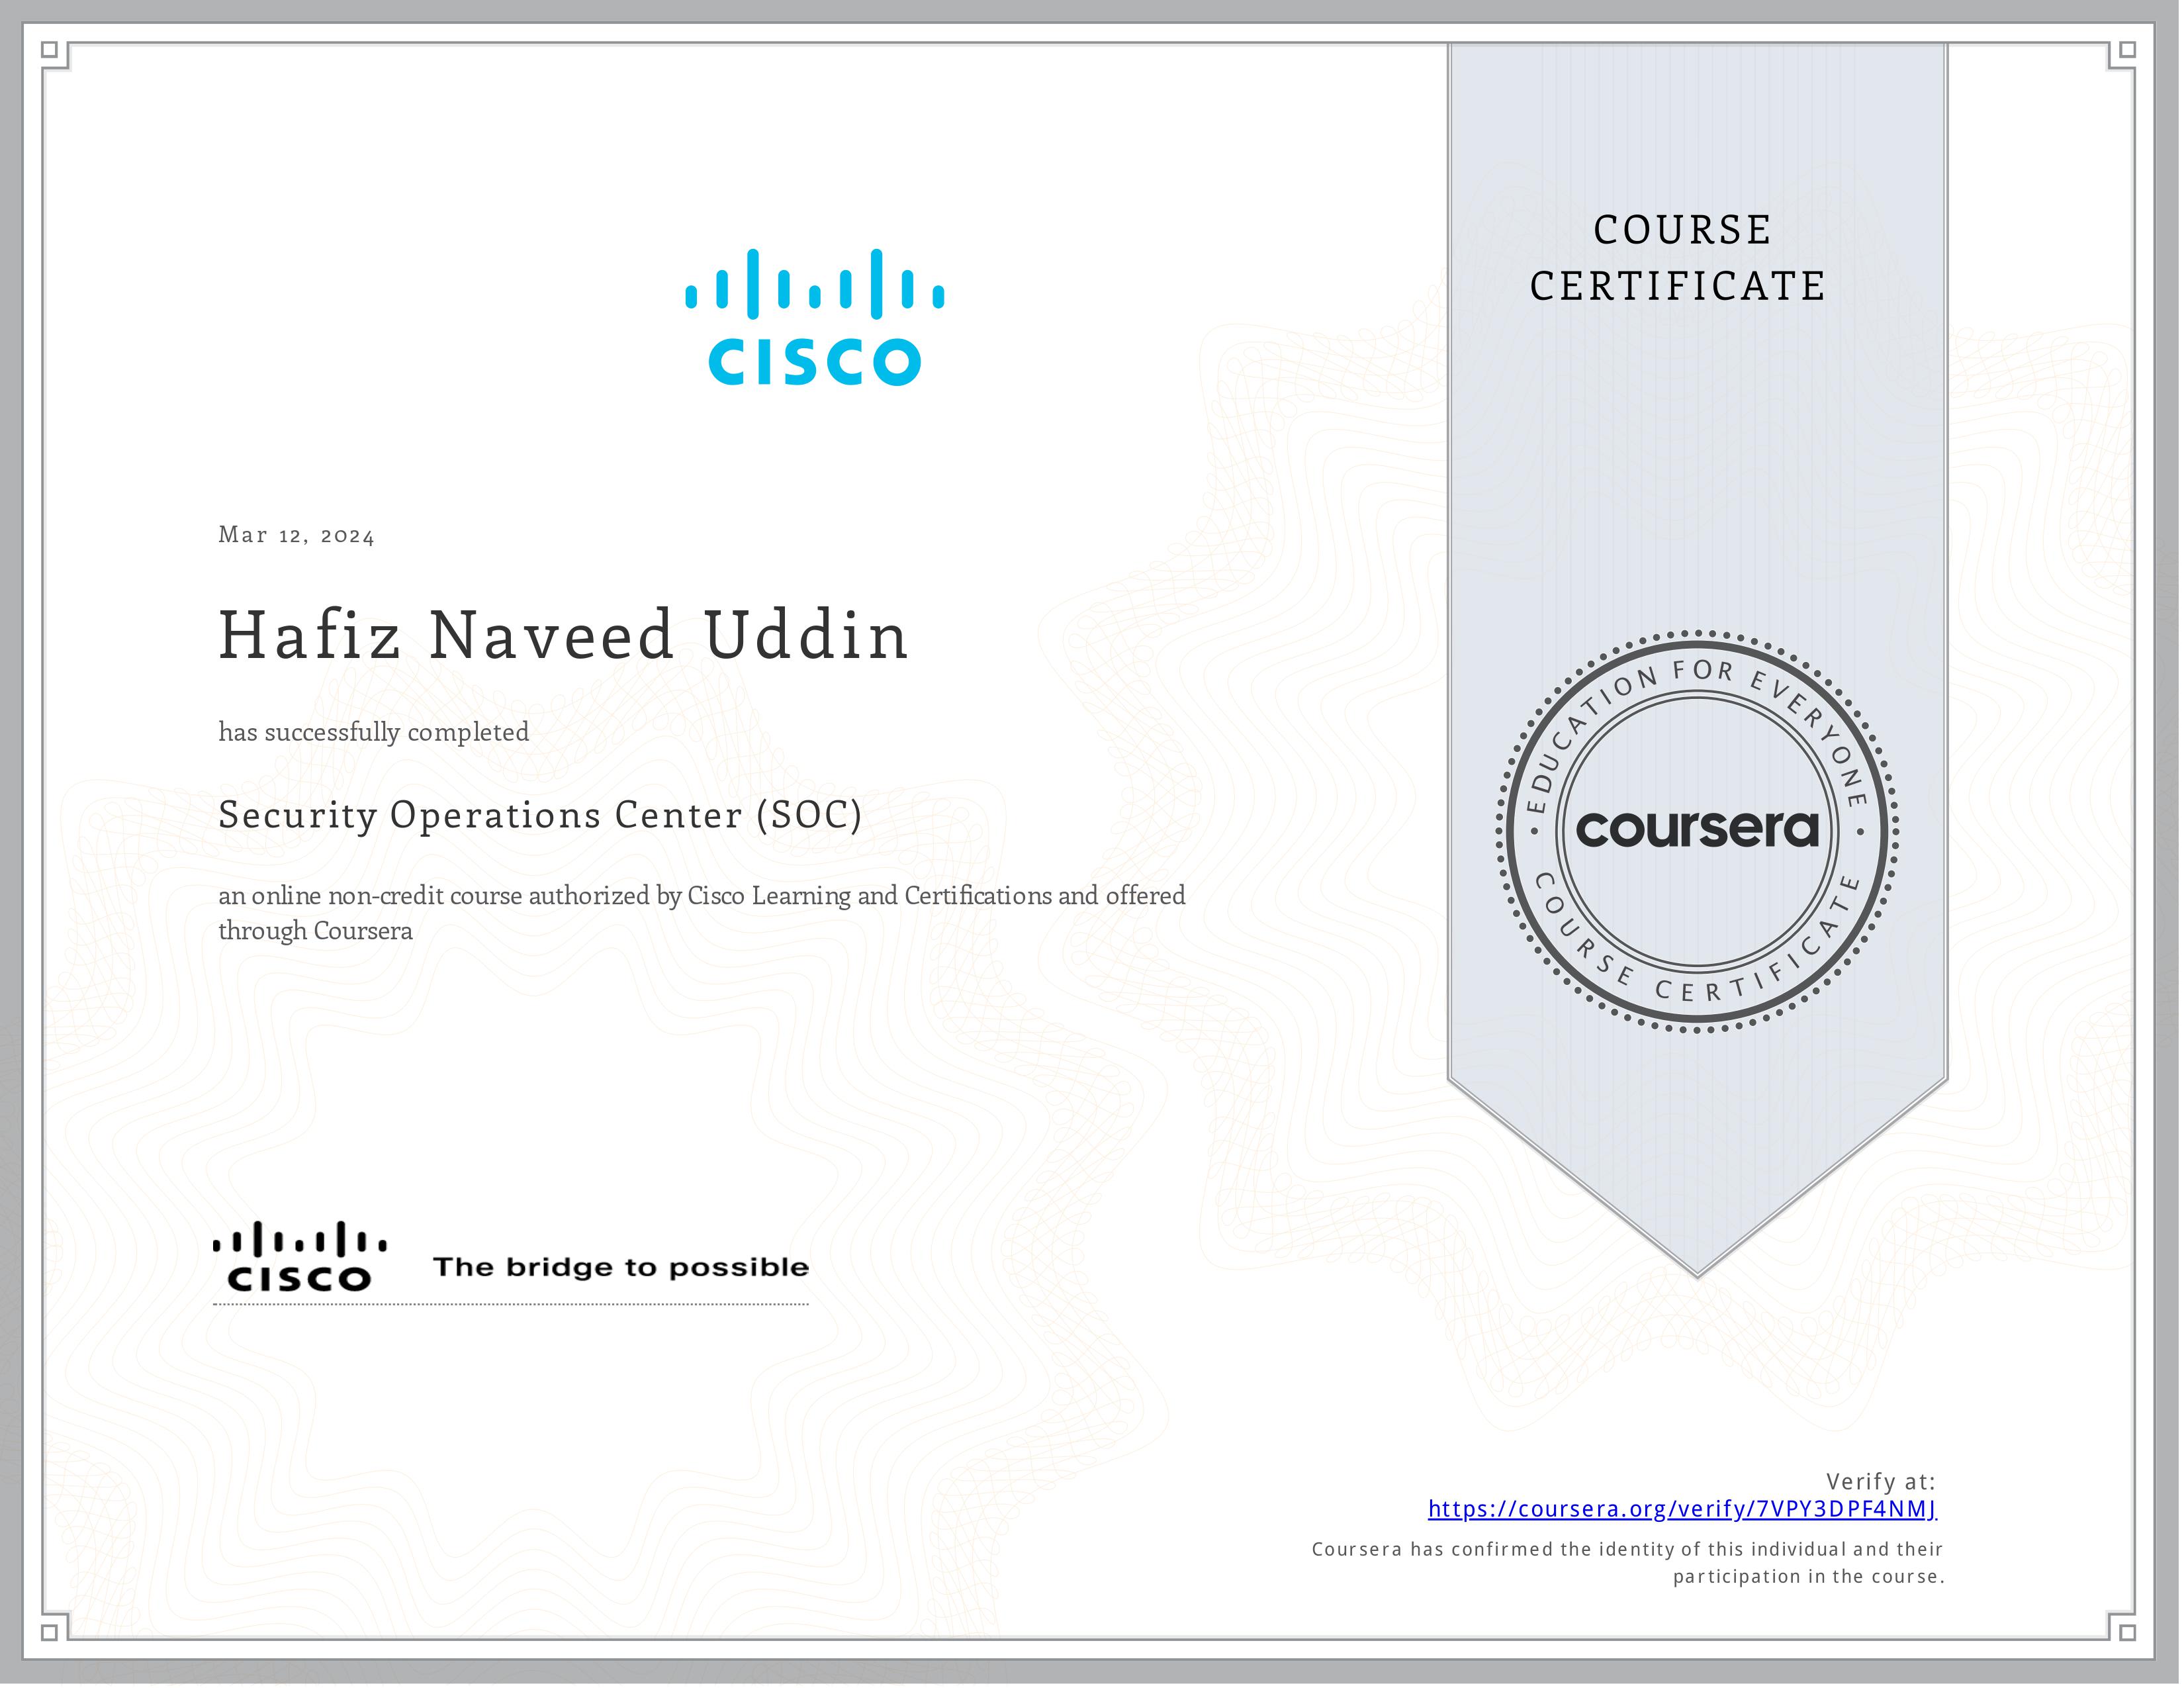 COURSE
CERTIFICATE
CISCO
Mar 12, 2024
Hafiz Naveed Uddin
has successfully completed
Security Operations Center (SOC)
an online non-credit course authorized by Cisco Learning and Certifications and offered
through Coursera
EDUCATION FOR EVERYONE
coursera
COURSE CERTIFICATE
CISCO The bridge to possible
Verify at:
https://coursera.org/verify/7VPY3DPF4NMJ
Coursera has confirmed the identity of this individual and their
participation in the course.